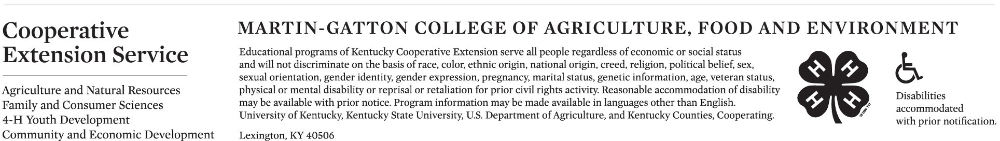 Cooperative
Extension Service
Agriculture and Natural Resources
Family and Consumer Sciences
4-H Youth Development
Community and Economic Development
MARTIN-GATTON COLLEGE OF AGRICULTURE, FOOD AND ENVIRONMENT
Educational programs of Kentucky Cooperative Extension serve all people regardless of economic or social status
and will not discriminate on the basis of race, color, ethnic origin, national origin, creed, religion, political belief, sex,
sexual orientation, gender identity, gender expression, pregnancy, marital status, genetic information, age, veteran status,
physical or mental disability or reprisal or retaliation for prior civil rights activity. Reasonable accommodation of disability
may be available with prior notice. Program information may be made available in languages other than English.
University of Kentucky, Kentucky State University, U.S. Department of Agriculture, and Kentucky Counties, Cooperating.
Lexington, KY 40506
H H
H H
18 USC 707
Disabilities
accommodated
with prior notification.